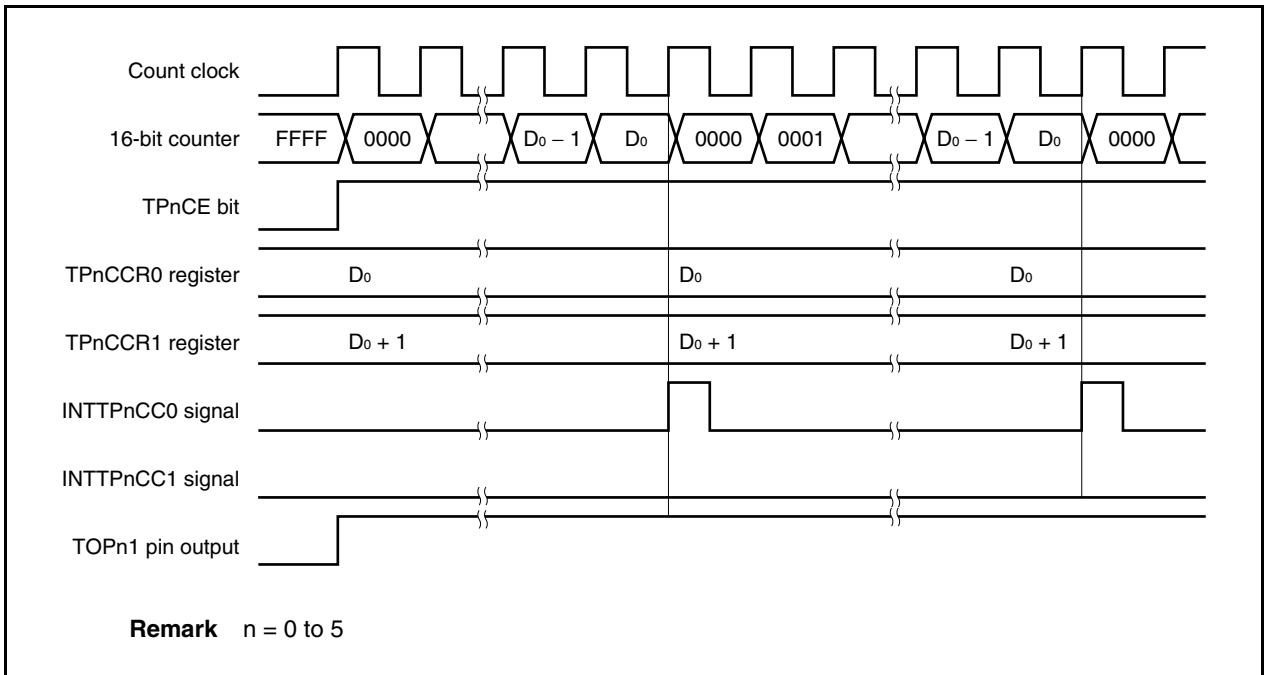 Count clock
16-bit counter FFFF 0000 D0 − 1 D0 0000 0001 D0 − 1 D0 0000
TPnCE bit
TPnCCR0 register D0 D0 D0
TPnCCR1 register D0 + 1 D0 + 1 D0 + 1
INTTPnCC0 signal
INTTPnCC1 signal
TOPn1 pin output
Remark n = 0 to 5